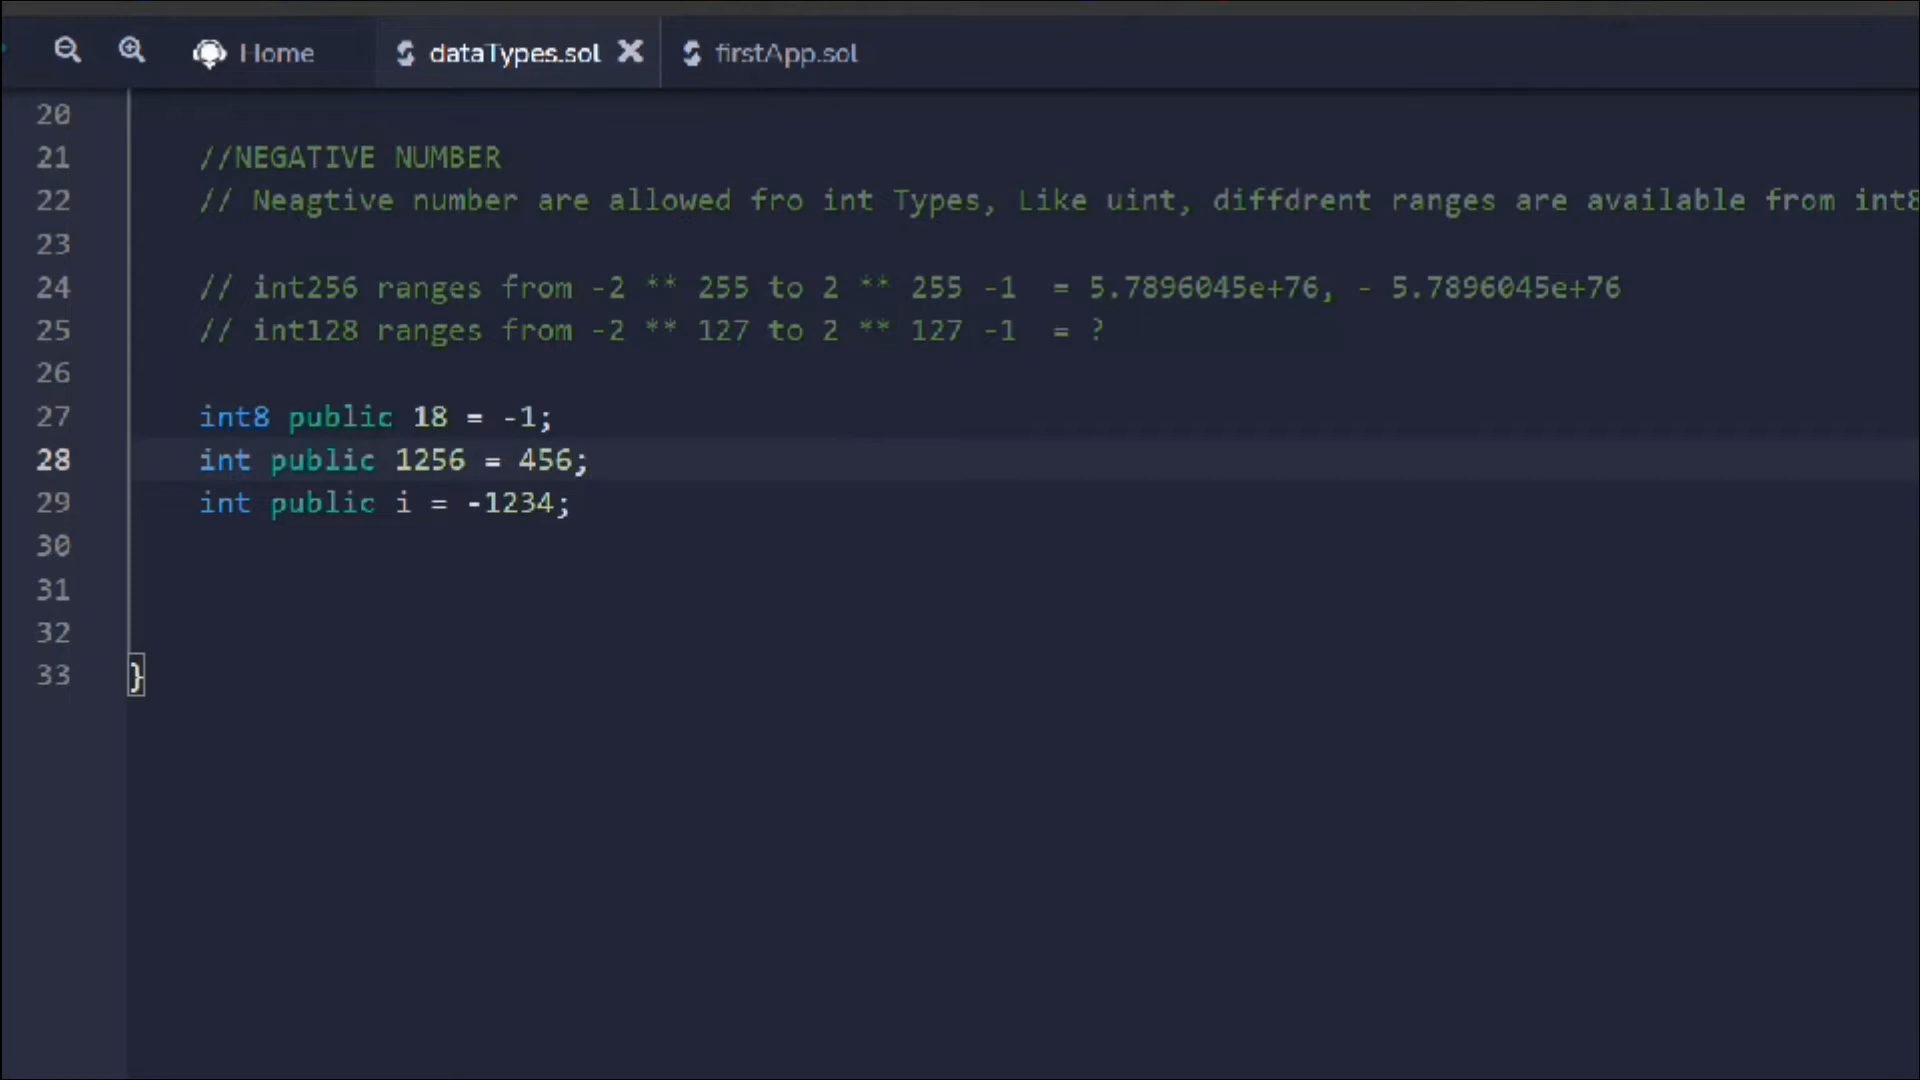 Home dataTypes.sol firstApp.sol
20
21 //NEGATIVE NUMBER
22 // Neagtive number are allowed fro int Types, Like uint, diffdrent ranges are available from int8
23
24 // int256 ranges from -2 ** 255 to 2 ** 255 -1 = 5.7896045e+76, - 5.7896045e+76
25 // int128 ranges from -2 ** 127 to 2 ** 127 -1 = ?
26
27 int8 public 18 = -1;
28 int public 1256 = 456;
29 int public i = -1234;
30
31
32
33 }